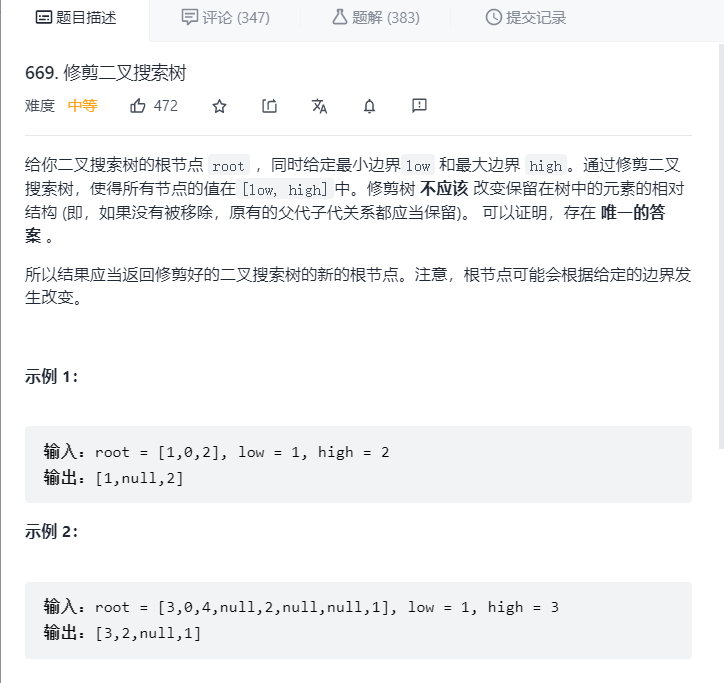 题目描述 评论 (347) 题解 (383) 提交记录
669. 修剪二叉搜索树
难度 中等 472
给你二叉搜索树的根节点 root ，同时给定最小边界 low 和最大边界 high。通过修剪二叉
搜索树，使得所有节点的值在 [low, high] 中。修剪树 不应该 改变保留在树中的元素的相对
结构 (即，如果没有被移除，原有的父代子代关系都应当保留)。 可以证明，存在 唯一的答
案 。
所以结果应当返回修剪好的二叉搜索树的新的根节点。注意，根节点可能会根据给定的边界发
生改变。
示例 1：
输入：root = [1,0,2], low = 1, high = 2
输出：[1,null,2]
示例 2：
输入：root = [3,0,4,null,2,null,null,1], low = 1, high = 3
输出：[3,2,null,1]